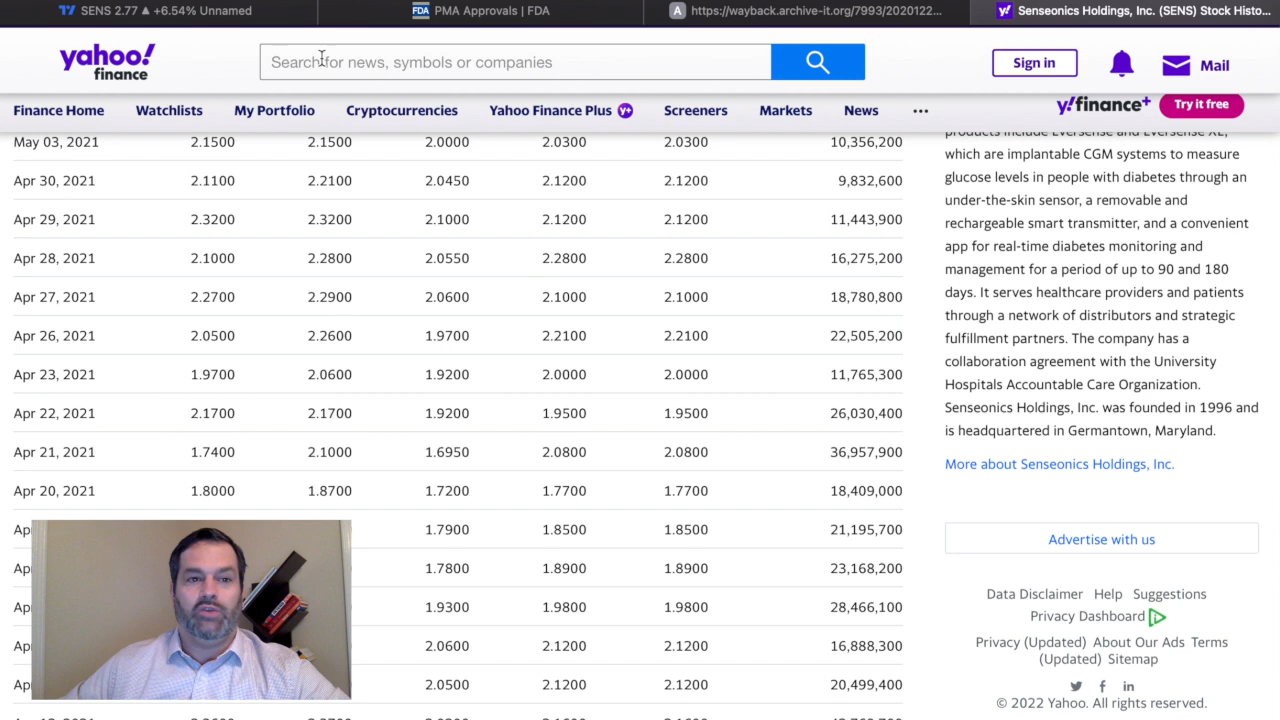 SENS 2.77 ▲ +6.54% Unnamed
FDA PMA Approvals | FDA
A https://wayback.archive-it.org/7993/2020122...
y! Senseonics Holdings, Inc. (SENS) Stock Histo...
yahoo!
finance
Search for news, symbols or companies
Sign in
Mail
Finance Home Watchlists My Portfolio Cryptocurrencies Yahoo Finance Plus Y+ Screeners Markets News ...
y!finance+ Try it free
May 03, 2021 2.1500 2.1500 2.0000 2.0300 2.0300 10,356,200
Apr 30, 2021 2.1100 2.2100 2.0450 2.1200 2.1200 9,832,600
Apr 29, 2021 2.3200 2.3200 2.1000 2.1200 2.1200 11,443,900
Apr 28, 2021 2.1000 2.2800 2.0550 2.2800 2.2800 16,275,200
Apr 27, 2021 2.2700 2.2900 2.0600 2.1000 2.1000 18,780,800
Apr 26, 2021 2.0500 2.2600 1.9700 2.2100 2.2100 22,505,200
Apr 23, 2021 1.9700 2.0600 1.9200 2.0000 2.0000 11,765,300
Apr 22, 2021 2.1700 2.1700 1.9200 1.9500 1.9500 26,030,400
Apr 21, 2021 1.7400 2.1000 1.6950 2.0800 2.0800 36,957,900
Apr 20, 2021 1.8000 1.8700 1.7200 1.7700 1.7700 18,409,000
Ap 1.7900 1.8500 1.8500 21,195,700
Ap 1.7800 1.8900 1.8900 23,168,200
Ap 1.9300 1.9800 1.9800 28,466,100
Ap 2.0600 2.1200 2.1200 16,888,300
Ap 2.0500 2.1200 2.1200 20,499,400
products include Eversense and Eversense XL,
which are implantable CGM systems to measure
glucose levels in people with diabetes through an
under-the-skin sensor, a removable and
rechargeable smart transmitter, and a convenient
app for real-time diabetes monitoring and
management for a period of up to 90 and 180
days. It serves healthcare providers and patients
through a network of distributors and strategic
fulfillment partners. The company has a
collaboration agreement with the University
Hospitals Accountable Care Organization.
Senseonics Holdings, Inc. was founded in 1996 and
is headquartered in Germantown, Maryland.
More about Senseonics Holdings, Inc.
Advertise with us
Data Disclaimer Help Suggestions
Privacy Dashboard
Privacy (Updated) About Our Ads Terms
(Updated) Sitemap
© 2022 Yahoo. All rights reserved.